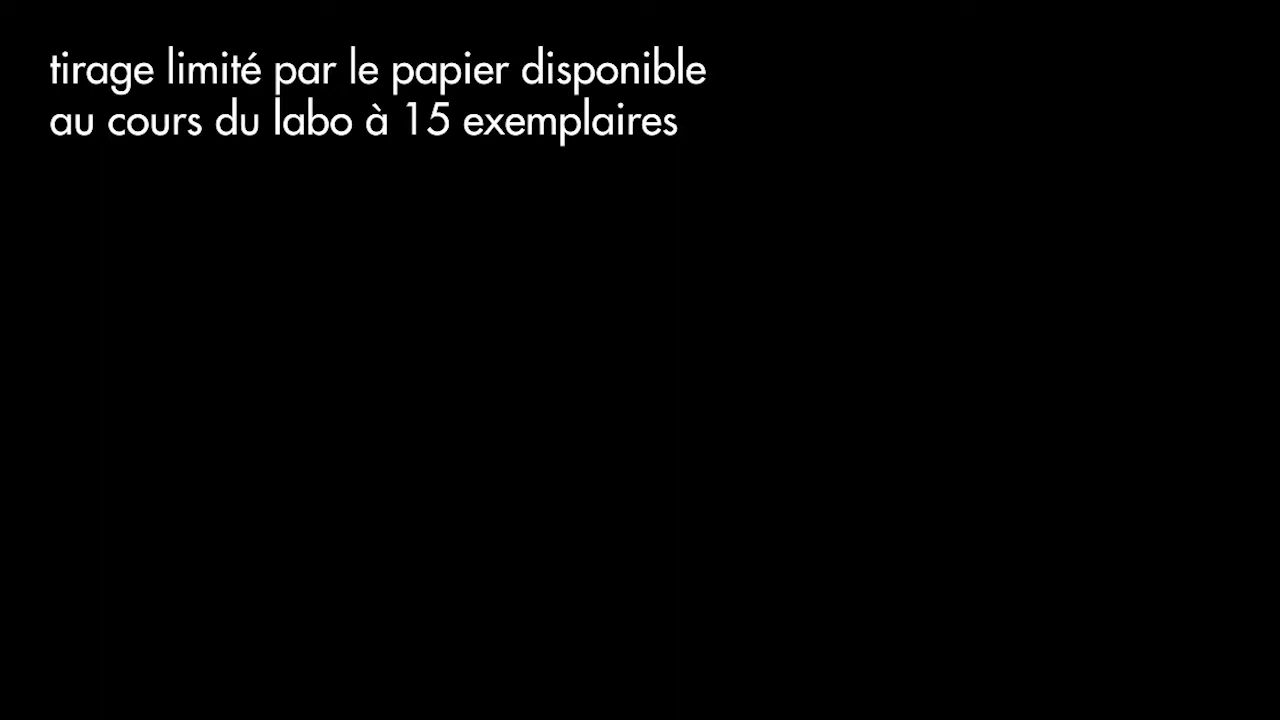 tirage limité par le papier disponible
au cours du labo à 15 exemplaires